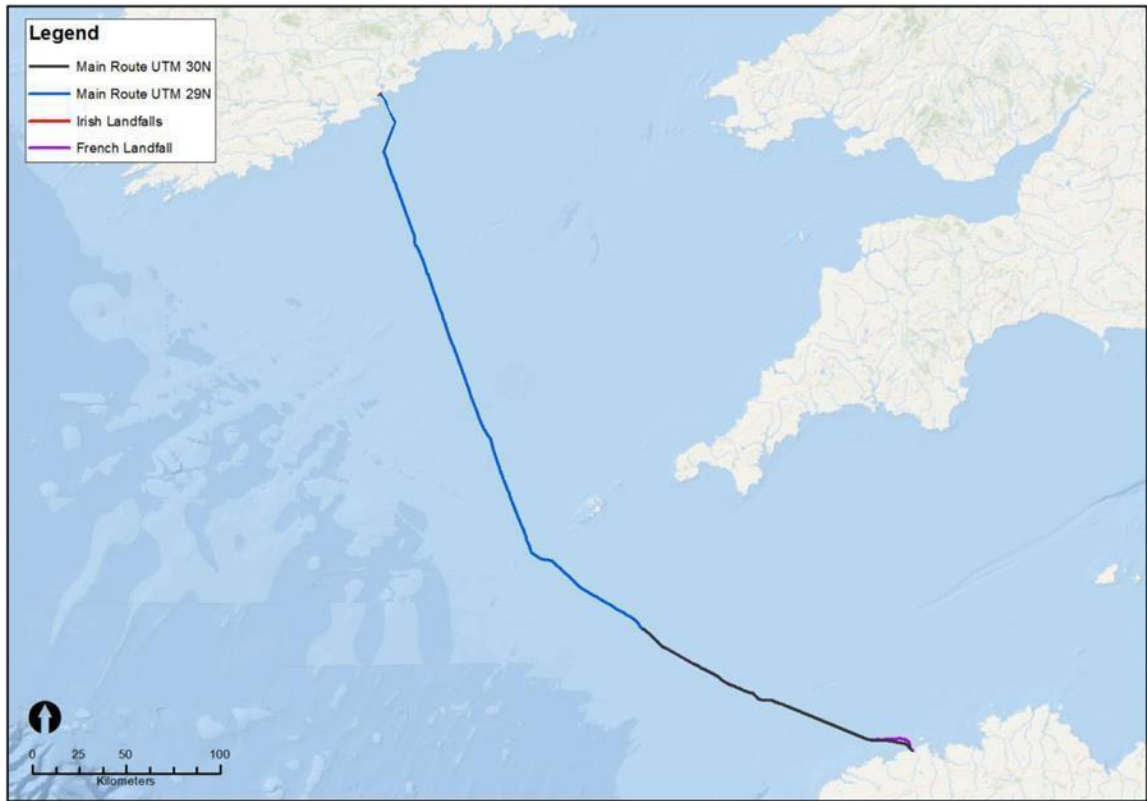 Legend
Main Route UTM 30N
Main Route UTM 29N
Irish Landfalls
French Landfall
0 25 50 100
Kilometers